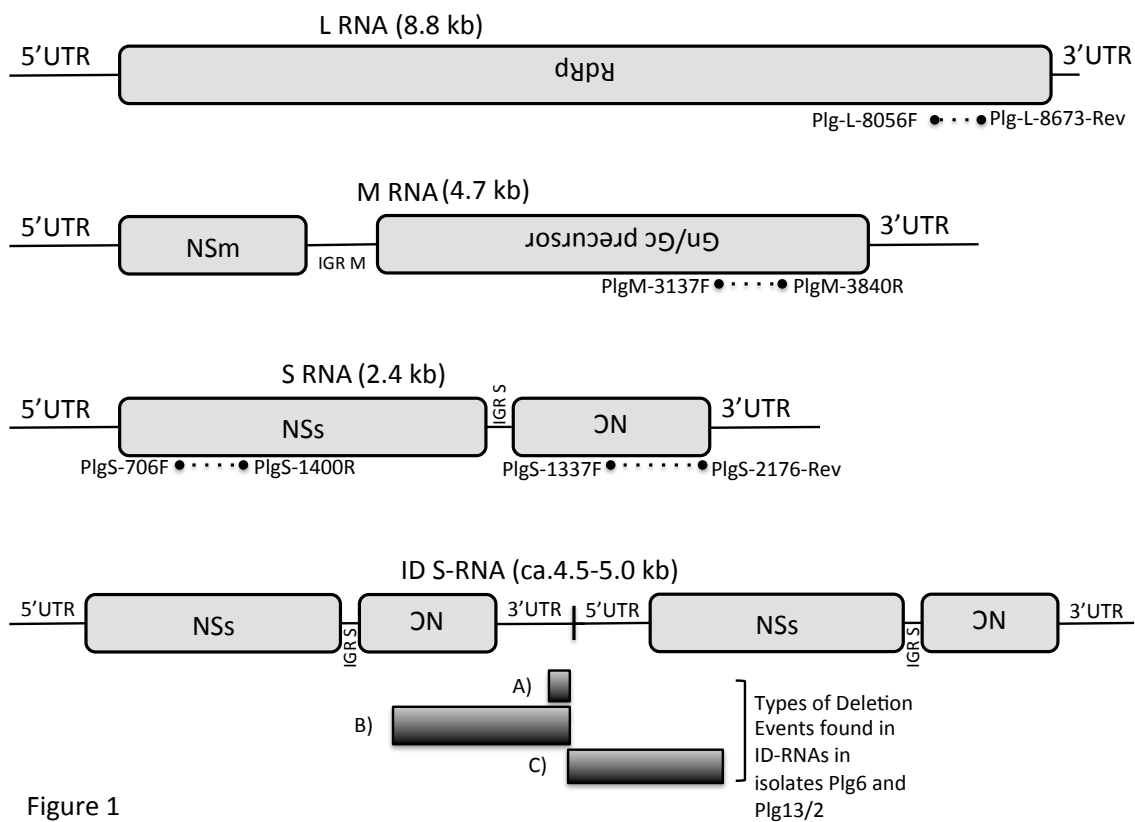 L RNA (8.8 kb)
5’UTR
3’UTR
RdRp
Plg-L-8056F
Plg-L-8673-Rev
M RNA (4.7 kb)
5’UTR
3’UTR
NSm
IGR M
Gn/Gc precursor
PlgM-3137F
PlgM-3840R
S RNA (2.4 kb)
5’UTR
IGR S
3’UTR
NSs
NC
PlgS-706F
PlgS-1400R
PlgS-1337F
PlgS-2176-Rev
ID S-RNA (ca.4.5-5.0 kb)
5’UTR
NSs
IGR S
NC
3’UTR
5’UTR
NSs
IGR S
NC
3’UTR
A)
B)
C)
Types of Deletion
Events found in
ID-RNAs in
isolates Plg6 and
Plg13/2
Figure 1